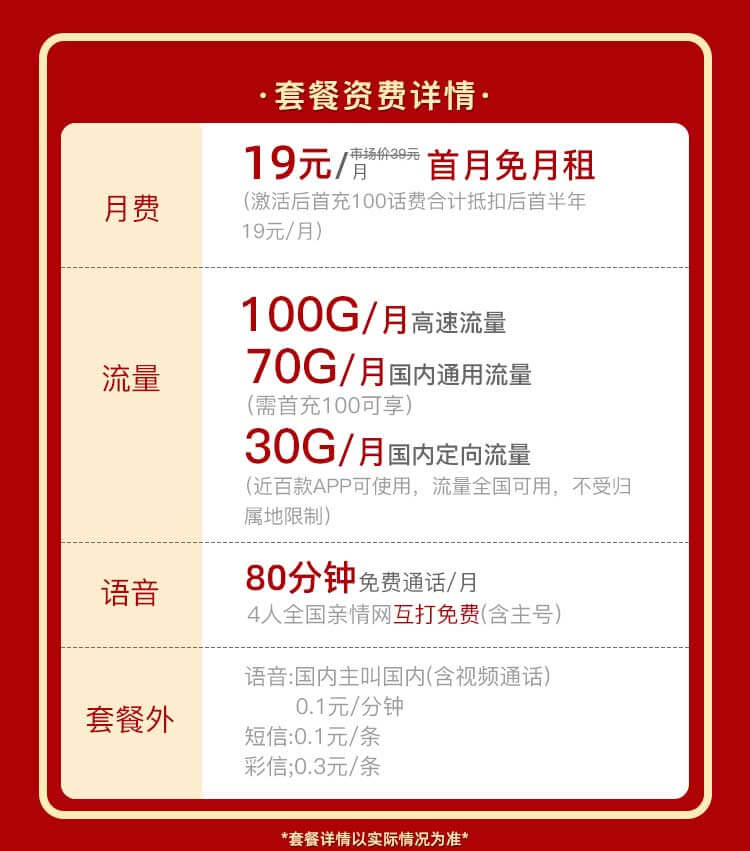 ·套餐资费详情·
月费
19元/月 市场价39元 首月免月租
(激活后首充100话费合计抵扣后首半年
19元/月)
流量
100G/月高速流量
70G/月国内通用流量
(需首充100可享)
30G/月国内定向流量
(近百款APP可使用，流量全国可用，不受归
属地限制)
语音
80分钟免费通话/月
4人全国亲情网互打免费(含主号)
套餐外
语音:国内主叫国内(含视频通话)
0.1元/分钟
短信:0.1元/条
彩信;0.3元/条
*套餐详情以实际情况为准*